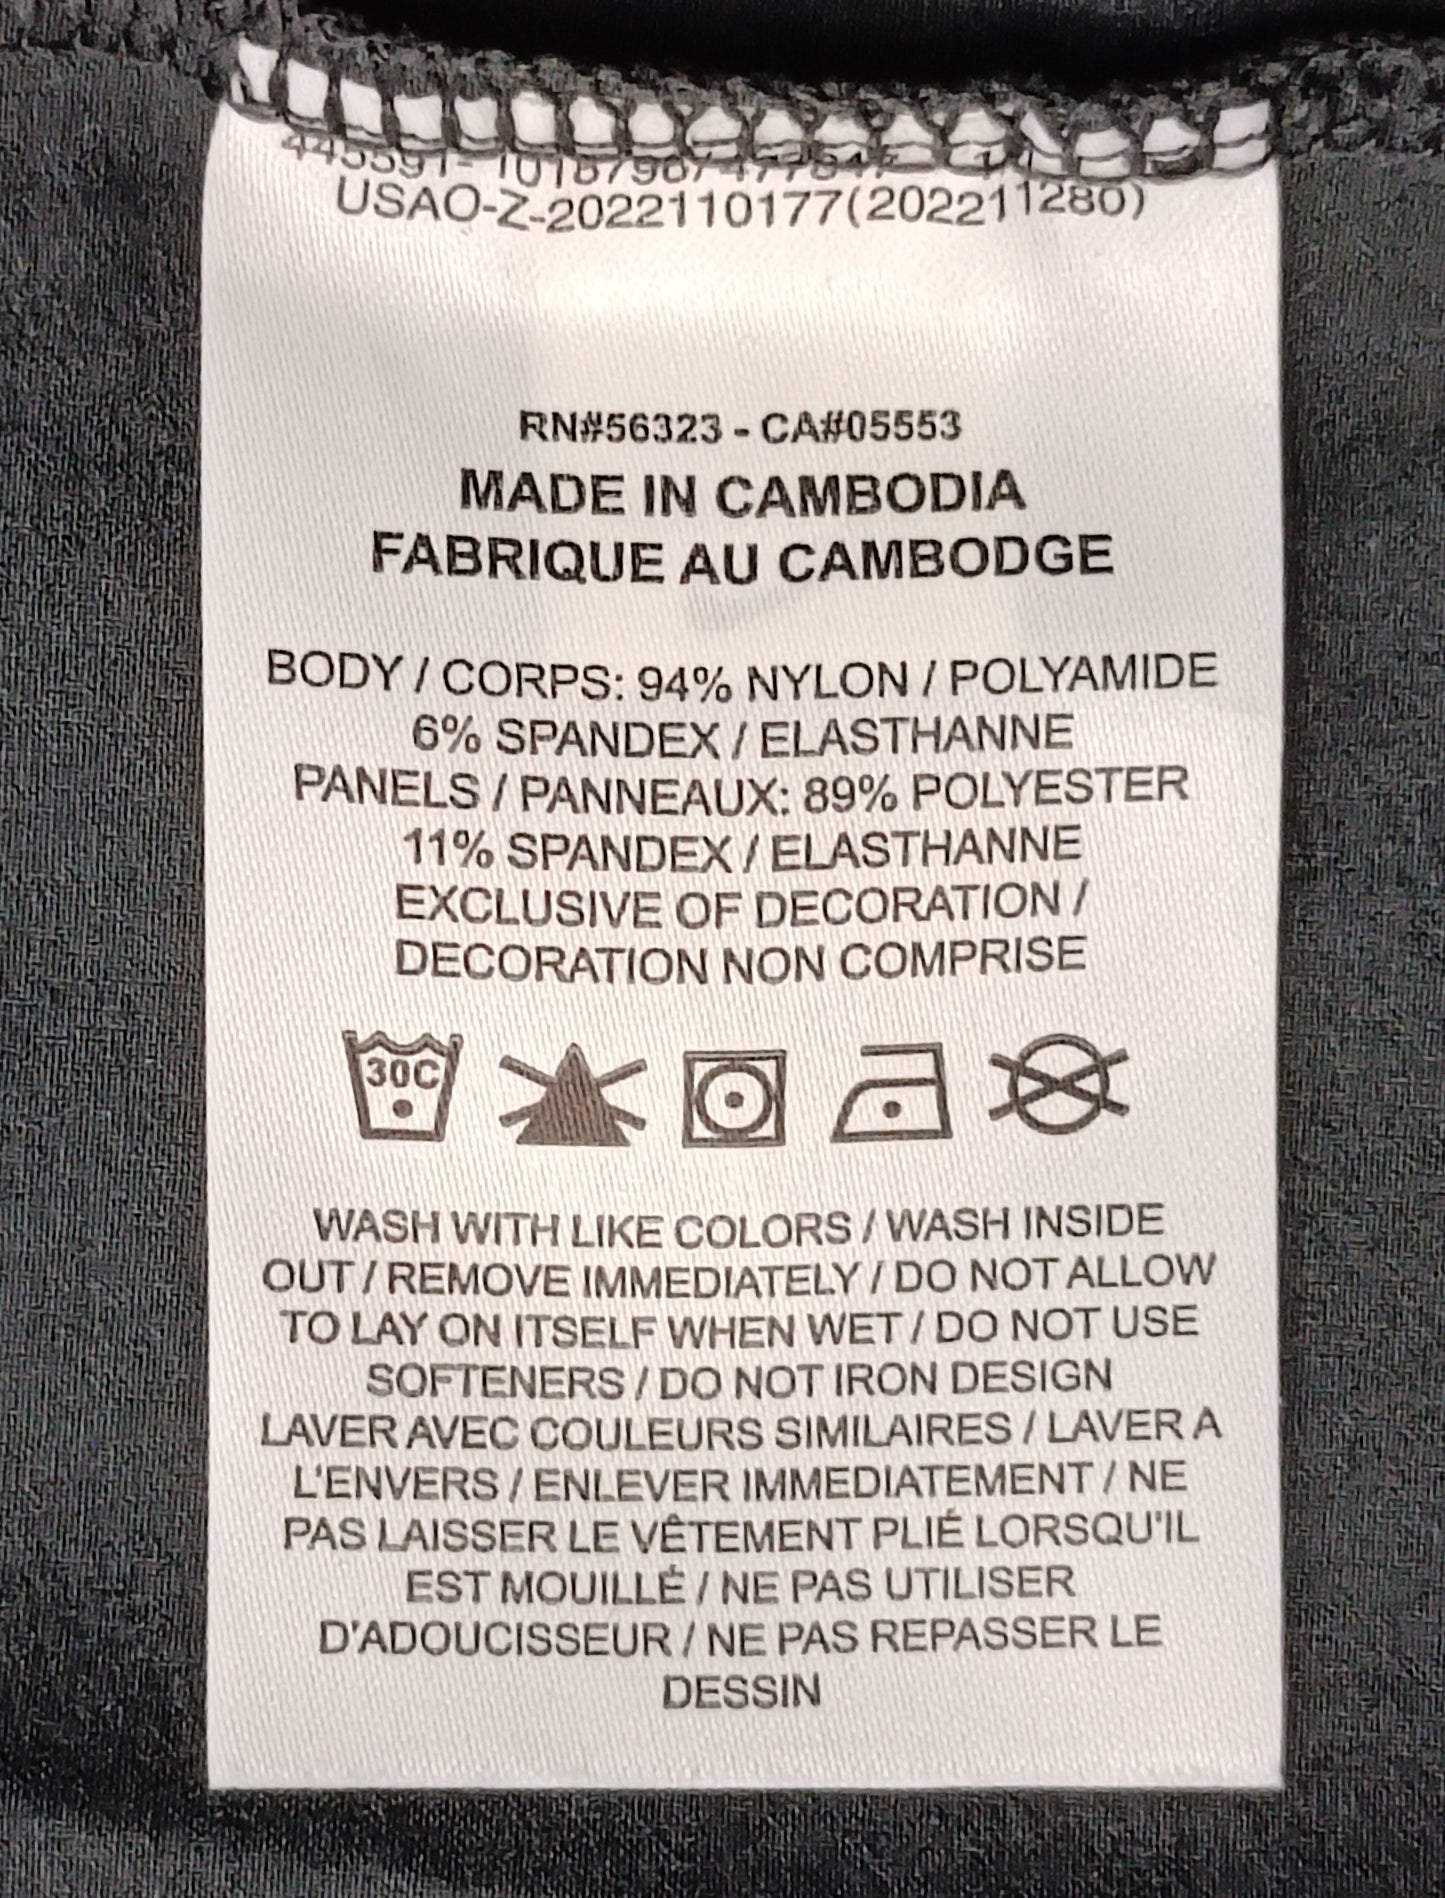 USAO-Z-2022110177(202211280)
RN#56323 - CA#05553
MADE IN CAMBODIA
FABRIQUE AU CAMBODGE
BODY / CORPS: 94% NYLON / POLYAMIDE
6% SPANDEX / ELASTHANNE
PANELS / PANNEAUX: 89% POLYESTER
11% SPANDEX / ELASTHANNE
EXCLUSIVE OF DECORATION /
DECORATION NON COMPRISE
30C
WASH WITH LIKE COLORS / WASH INSIDE
OUT / REMOVE IMMEDIATELY / DO NOT ALLOW
TO LAY ON ITSELF WHEN WET / DO NOT USE
SOFTENERS / DO NOT IRON DESIGN
LAVER AVEC COULEURS SIMILAIRES / LAVER A
L'ENVERS / ENLEVER IMMEDIATEMENT / NE
PAS LAISSER LE VÊTEMENT PLIÉ LORSQU'IL
EST MOUILLÉ / NE PAS UTILISER
D'ADOUCISSEUR / NE PAS REPASSER LE
DESSIN